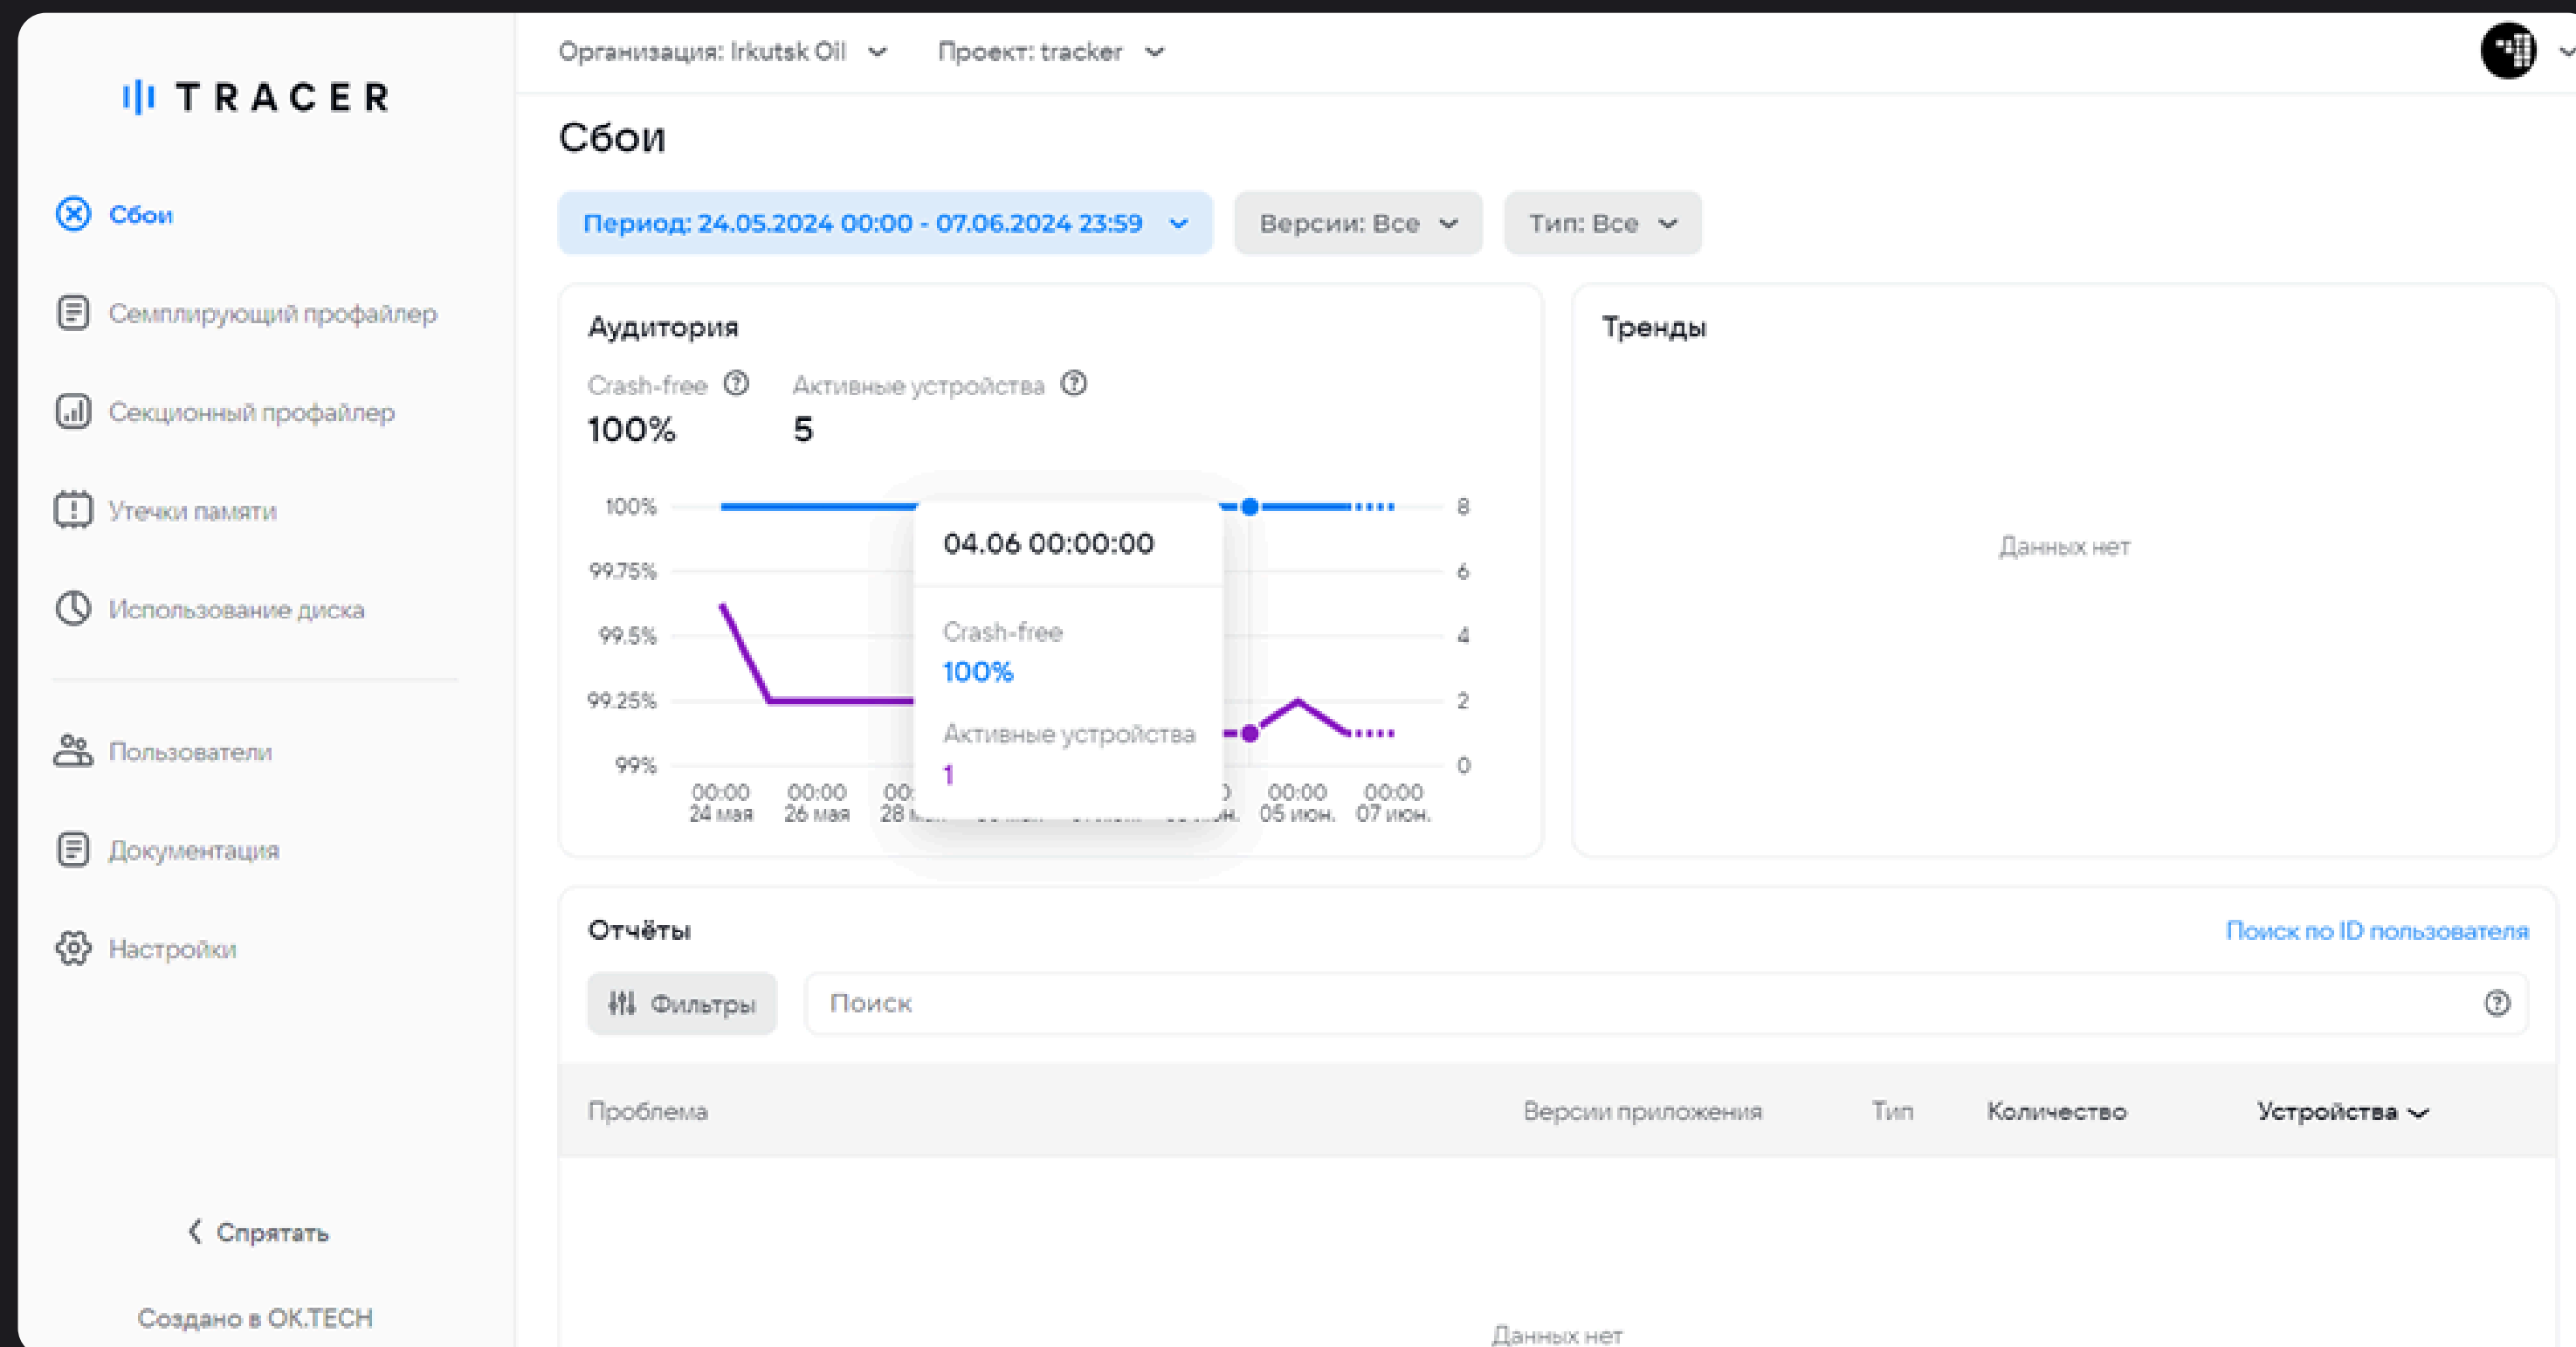 TRACER
Сбои
Семплирующий профайлер
Секционный профайлер
Утечки памяти
Использование диска
Пользователи
Документация
Настройки
Спрятать
Создано в OK.TECH
Организация: Irkutsk Oil
Проект: tracker
Сбои
Период: 24.05.2024 00:00 - 07.06.2024 23:59
Версии: Все
Тип: Все
Аудитория
Crash-free
100%
Активные устройства
5
100%
99.75%
99.5%
99.25%
99%
8
6
4
2
0
04.06 00:00:00
Crash-free
100%
Активные устройства
1
00:00
24 мая
00:00
26 мая
28
00:00
05 июн.
00:00
07 июн.
Тренды
Данных нет
Отчёты
Поиск по ID пользователя
Фильтры
Поиск
Проблема
Версии приложения
Тип
Количество
Устройства
Данных нет